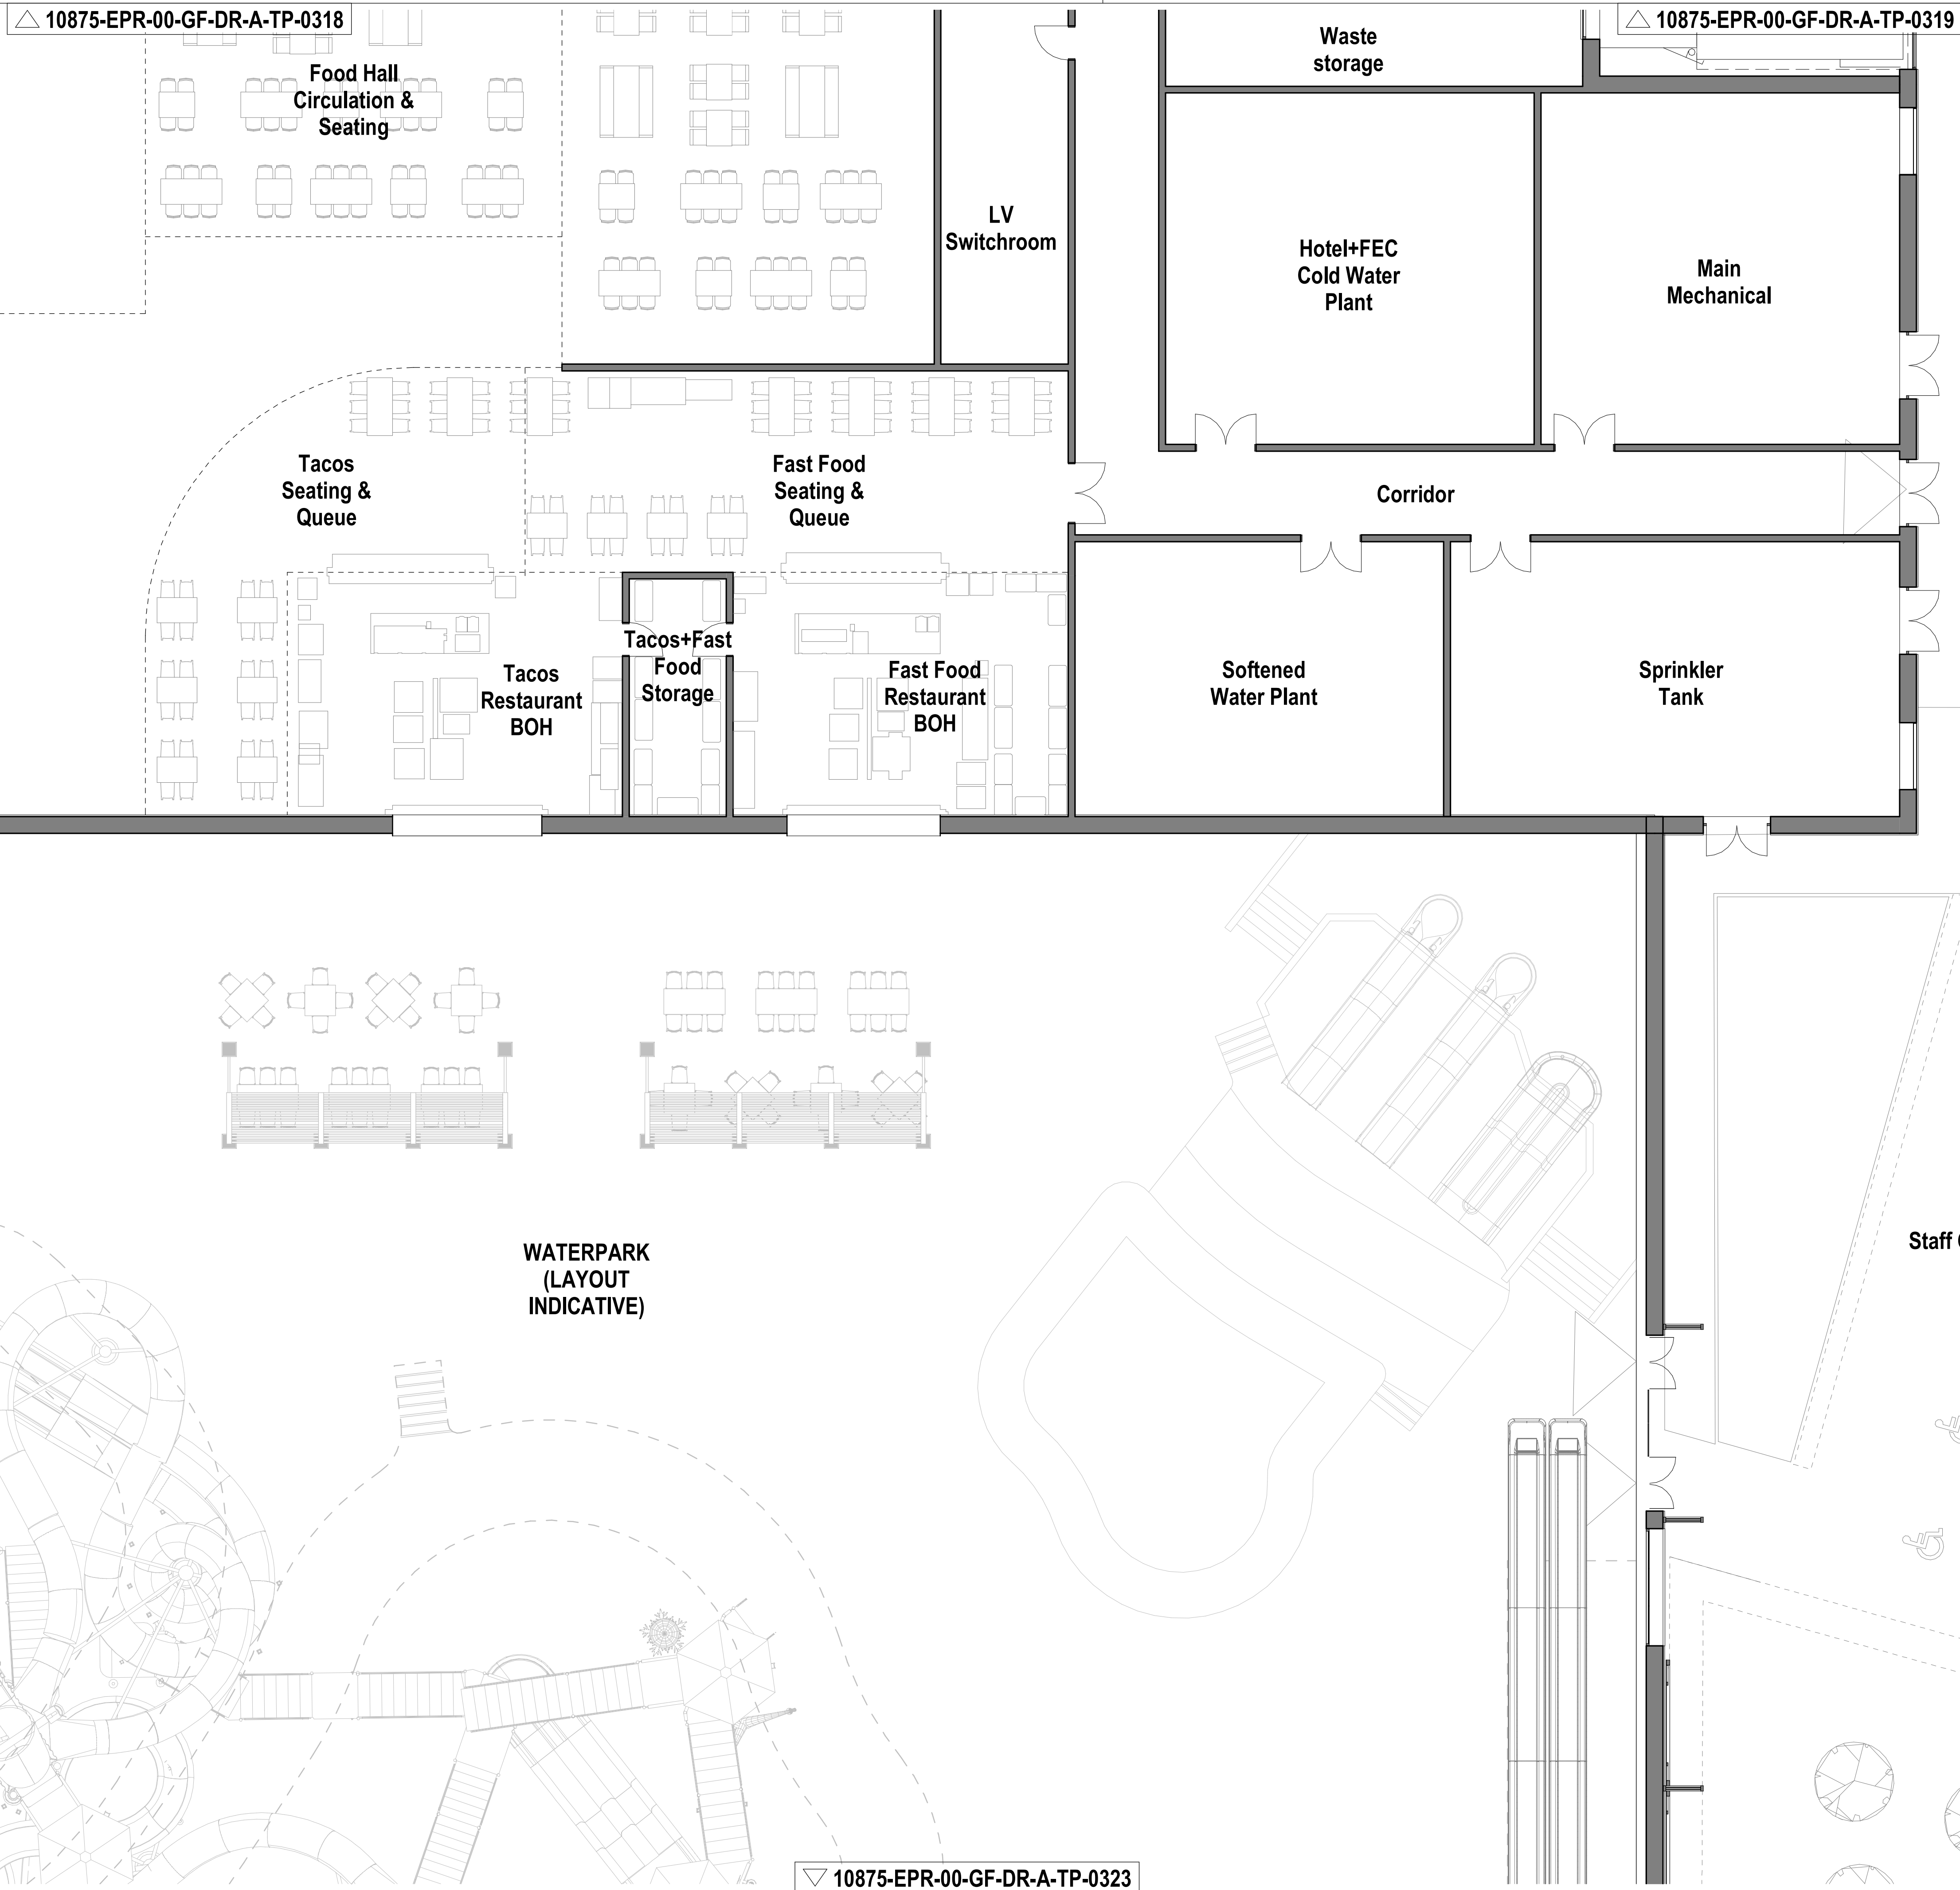 10875-EPR-00-GF-DR-A-TP-0318
10875-EPR-00-GF-DR-A-TP-0319
Waste
storage
Food Hall
Circulation &
Seating
LV
Switchroom
Hotel+FEC
Cold Water
Plant
Main
Mechanical
Tacos
Seating &
Queue
Fast Food
Seating &
Queue
Corridor
Tacos+Fast
Food
Storage
Tacos
Restaurant
BOH
Fast Food
Restaurant
BOH
Softened
Water Plant
Sprinkler
Tank
WATERPARK
(LAYOUT
INDICATIVE)
Staff
10875-EPR-00-GF-DR-A-TP-0323